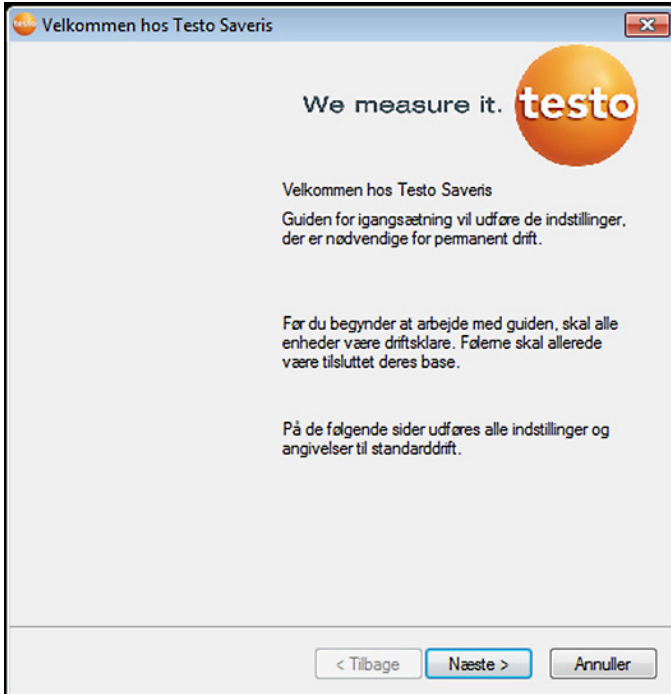 Velkommen hos Testo Saveris
We measure it. testo
Velkommen hos Testo Saveris
Guiden for igangsætning vil udføre de indstillinger,
der er nødvendige for permanent drift.
Før du begynder at arbejde med guiden, skal alle
enheder være driftsklare. Følerne skal allerede
være tilsluttet deres base.
På de følgende sider udføres alle indstillinger og
angivelser til standarddrift.
< Tilbage Næste > Annuller